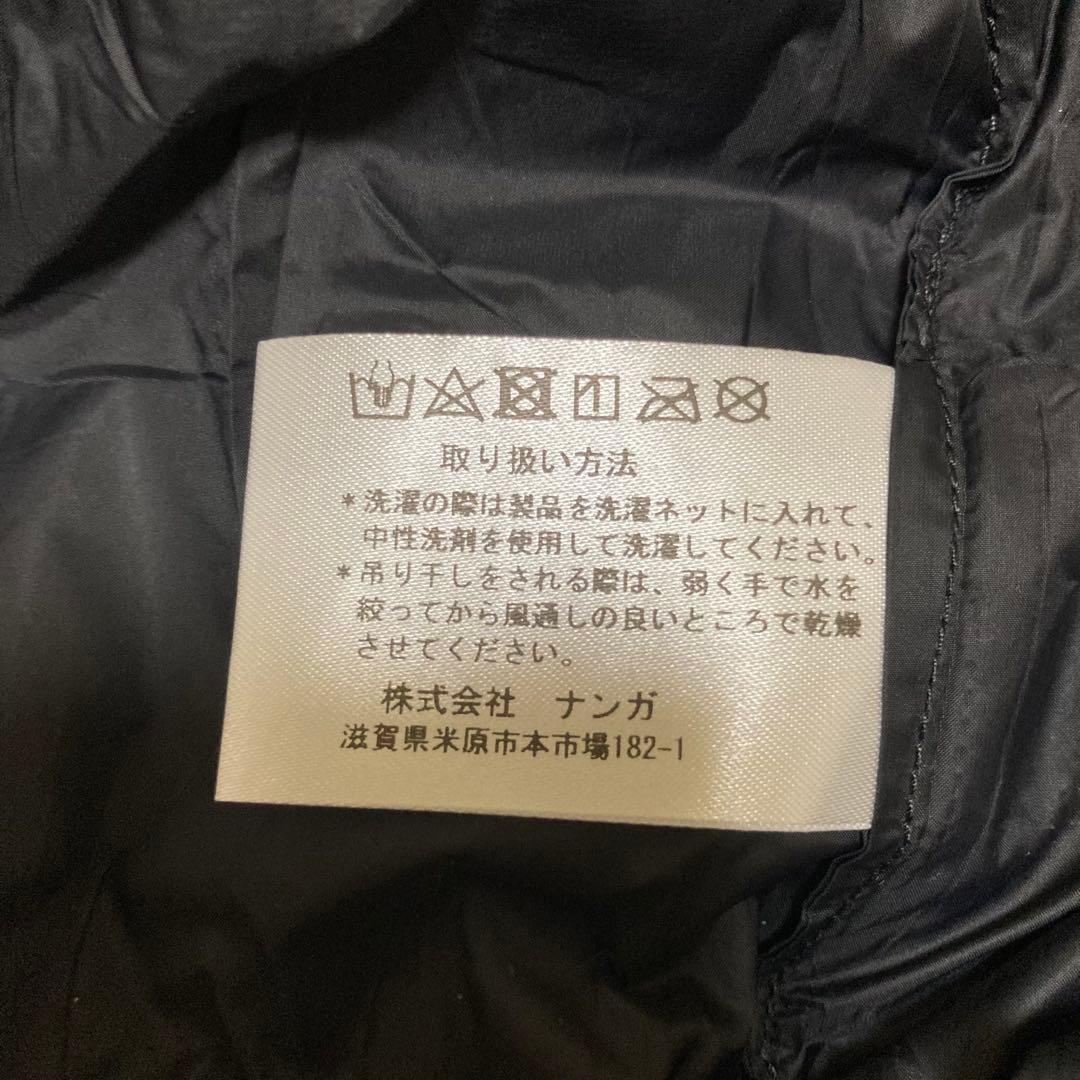 取り扱い方法
*洗濯の際は製品を洗濯ネットに入れて、
中性洗剤を使用して洗濯してください。
*吊り干しをされる際は、弱く手で水を
絞ってから風通しの良いところで乾燥
させてください。
株式会社 ナンガ
滋賀県米原市本市場182-1